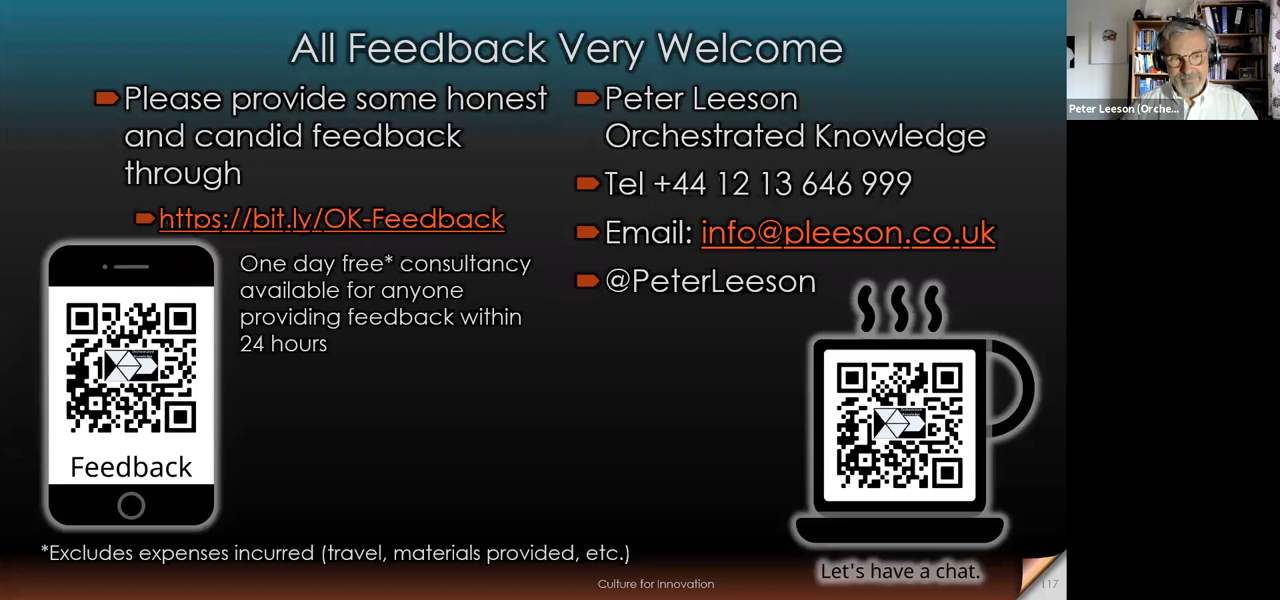 All Feedback Very Welcome
Please provide some honest
and candid feedback
through
https://bit.ly/OK-Feedback
One day free* consultancy
available for anyone
providing feedback within
24 hours
Feedback
*Excludes expenses incurred (travel, materials provided, etc.)
Peter Leeson
Orchestrated Knowledge
Tel +44 12 13 646 999
Email: info@pleeson.co.uk
@PeterLeeson
Let's have a chat.
Culture for Innovation
117
Peter Leeson (Orche...